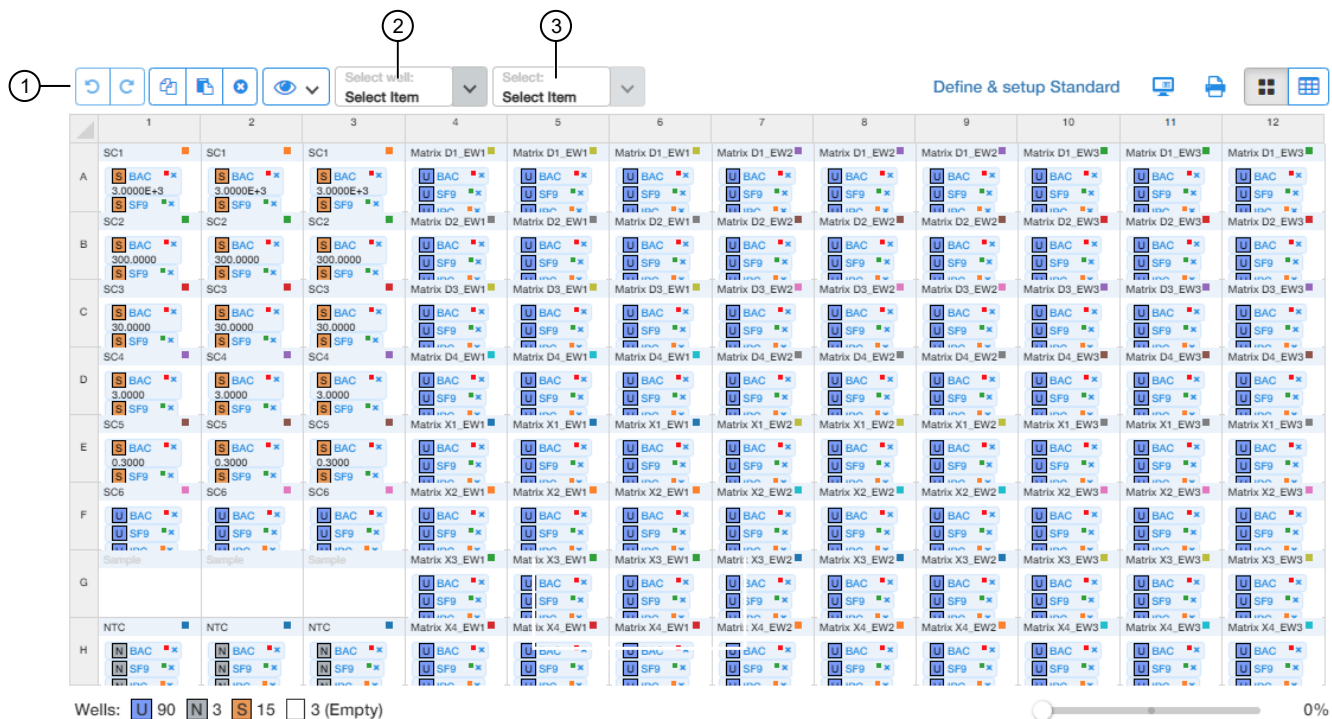 2 3
1
Select well: Select Item
Select: Select Item
Define & setup Standard
1 2 3 4 5 6 7 8 9 10 11 12
SC1 SC1 SC1 Matrix D1_EW1 Matrix D1_EW1 Matrix D1_EW1 Matrix D1_EW2 Matrix D1_EW2 Matrix D1_EW2 Matrix D1_EW3 Matrix D1_EW3 Matrix D1_EW3
A S BAC S BAC S BAC U BAC U BAC U BAC U BAC U BAC U BAC U BAC U BAC U BAC
3.0000E+3 3.0000E+3 3.0000E+3 U SF9 U SF9 U SF9 U SF9 U SF9 U SF9 U SF9 U SF9 U SF9
S SF9 S SF9 S SF9
SC2 SC2 SC2 Matrix D2_EW1 Matrix D2_EW1 Matrix D2_EW1 Matrix D2_EW2 Matrix D2_EW2 Matrix D2_EW2 Matrix D2_EW3 Matrix D2_EW3 Matrix D2_EW3
B S BAC S BAC S BAC U BAC U BAC U BAC U BAC U BAC U BAC U BAC U BAC U BAC
300.0000 300.0000 300.0000 U SF9 U SF9 U SF9 U SF9 U SF9 U SF9 U SF9 U SF9 U SF9
S SF9 S SF9 S SF9
SC3 SC3 SC3 Matrix D3_EW1 Matrix D3_EW1 Matrix D3_EW1 Matrix D3_EW2 Matrix D3_EW2 Matrix D3_EW2 Matrix D3_EW3 Matrix D3_EW3 Matrix D3_EW3
C S BAC S BAC S BAC U BAC U BAC U BAC U BAC U BAC U BAC U BAC U BAC U BAC
30.0000 30.0000 30.0000 U SF9 U SF9 U SF9 U SF9 U SF9 U SF9 U SF9 U SF9 U SF9
S SF9 S SF9 S SF9
SC4 SC4 SC4 Matrix D4_EW1 Matrix D4_EW1 Matrix D4_EW1 Matrix D4_EW2 Matrix D4_EW2 Matrix D4_EW2 Matrix D4_EW3 Matrix D4_EW3 Matrix D4_EW3
D S BAC S BAC S BAC U BAC U BAC U BAC U BAC U BAC U BAC U BAC U BAC U BAC
3.0000 3.0000 3.0000 U SF9 U SF9 U SF9 U SF9 U SF9 U SF9 U SF9 U SF9 U SF9
S SF9 S SF9 S SF9
SC5 SC5 SC5 Matrix X1_EW1 Matrix X1_EW1 Matrix X1_EW1 Matrix X1_EW2 Matrix X1_EW2 Matrix X1_EW2 Matrix X1_EW3 Matrix X1_EW3 Matrix X1_EW3
E S BAC S BAC S BAC U BAC U BAC U BAC U BAC U BAC U BAC U BAC U BAC U BAC
0.3000 0.3000 0.3000 U SF9 U SF9 U SF9 U SF9 U SF9 U SF9 U SF9 U SF9 U SF9
S SF9 S SF9 S SF9
SC6 SC6 SC6 Matrix X2_EW1 Matrix X2_EW1 Matrix X2_EW1 Matrix X2_EW2 Matrix X2_EW2 Matrix X2_EW2 Matrix X2_EW3 Matrix X2_EW3 Matrix X2_EW3
F U BAC U BAC U BAC U BAC U BAC U BAC U BAC U BAC U BAC U BAC U BAC U BAC
U SF9 U SF9 U SF9 U SF9 U SF9 U SF9 U SF9 U SF9 U SF9 U SF9 U SF9 U SF9
Sample Sample Sample Matrix X3_EW1 Matrix X3_EW1 Matrix X3_EW1 Matrix X3_EW2 Matrix X3_EW2 Matrix X3_EW2 Matrix X3_EW3 Matrix X3_EW3 Matrix X3_EW3
G U BAC U BAC U BAC U BAC U BAC U BAC U BAC U BAC U BAC
U SF9 U SF9 U SF9 U SF9 U SF9 U SF9 U SF9 U SF9 U SF9
NTC NTC NTC Matrix X4_EW1 Matrix X4_EW1 Matrix X4_EW1 Matrix X4_EW2 Matrix X4_EW2 Matrix X4_EW2 Matrix X4_EW3 Matrix X4_EW3 Matrix X4_EW3
H N BAC N BAC N BAC U BAC U BAC U BAC U BAC U BAC U BAC U BAC U BAC U BAC
N SF9 N SF9 N SF9 U SF9 U SF9 U SF9 U SF9 U SF9 U SF9 U SF9 U SF9 U SF9
Wells: U 90 N 3 S 15 3 (Empty) 0%